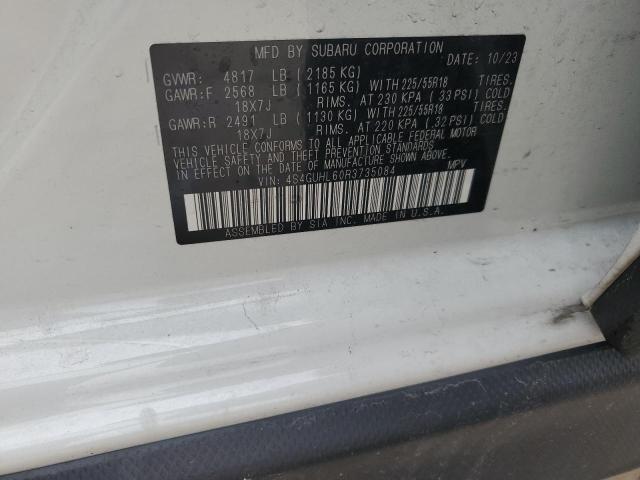 MFD BY SUBARU CORPORATION DATE: 10/23
GVWR: 4817 LB (2185 KG)
GAWR:F 2568 LB (1165 KG) WITH 225/55R18 TIRES.
18X7J RIMS. AT 230 KPA (33 PSI) COLD
GAWR:R 2491 LB (1130 KG) WITH 225/55R18 TIRES.
18X7J RIMS. AT 220 KPA (32 PSI) COLD
THIS VEHICLE CONFORMS TO ALL APPLICABLE FEDERAL MOTOR
VEHICLE SAFETY AND THEFT PREVENTION STANDARDS
IN EFFECT ON THE DATE OF MANUFACTURE SHOWN ABOVE.
VIN: 4S4GUHL60R3735084 MPV
ASSEMBLED BY SIA INC. MADE IN U.S.A.